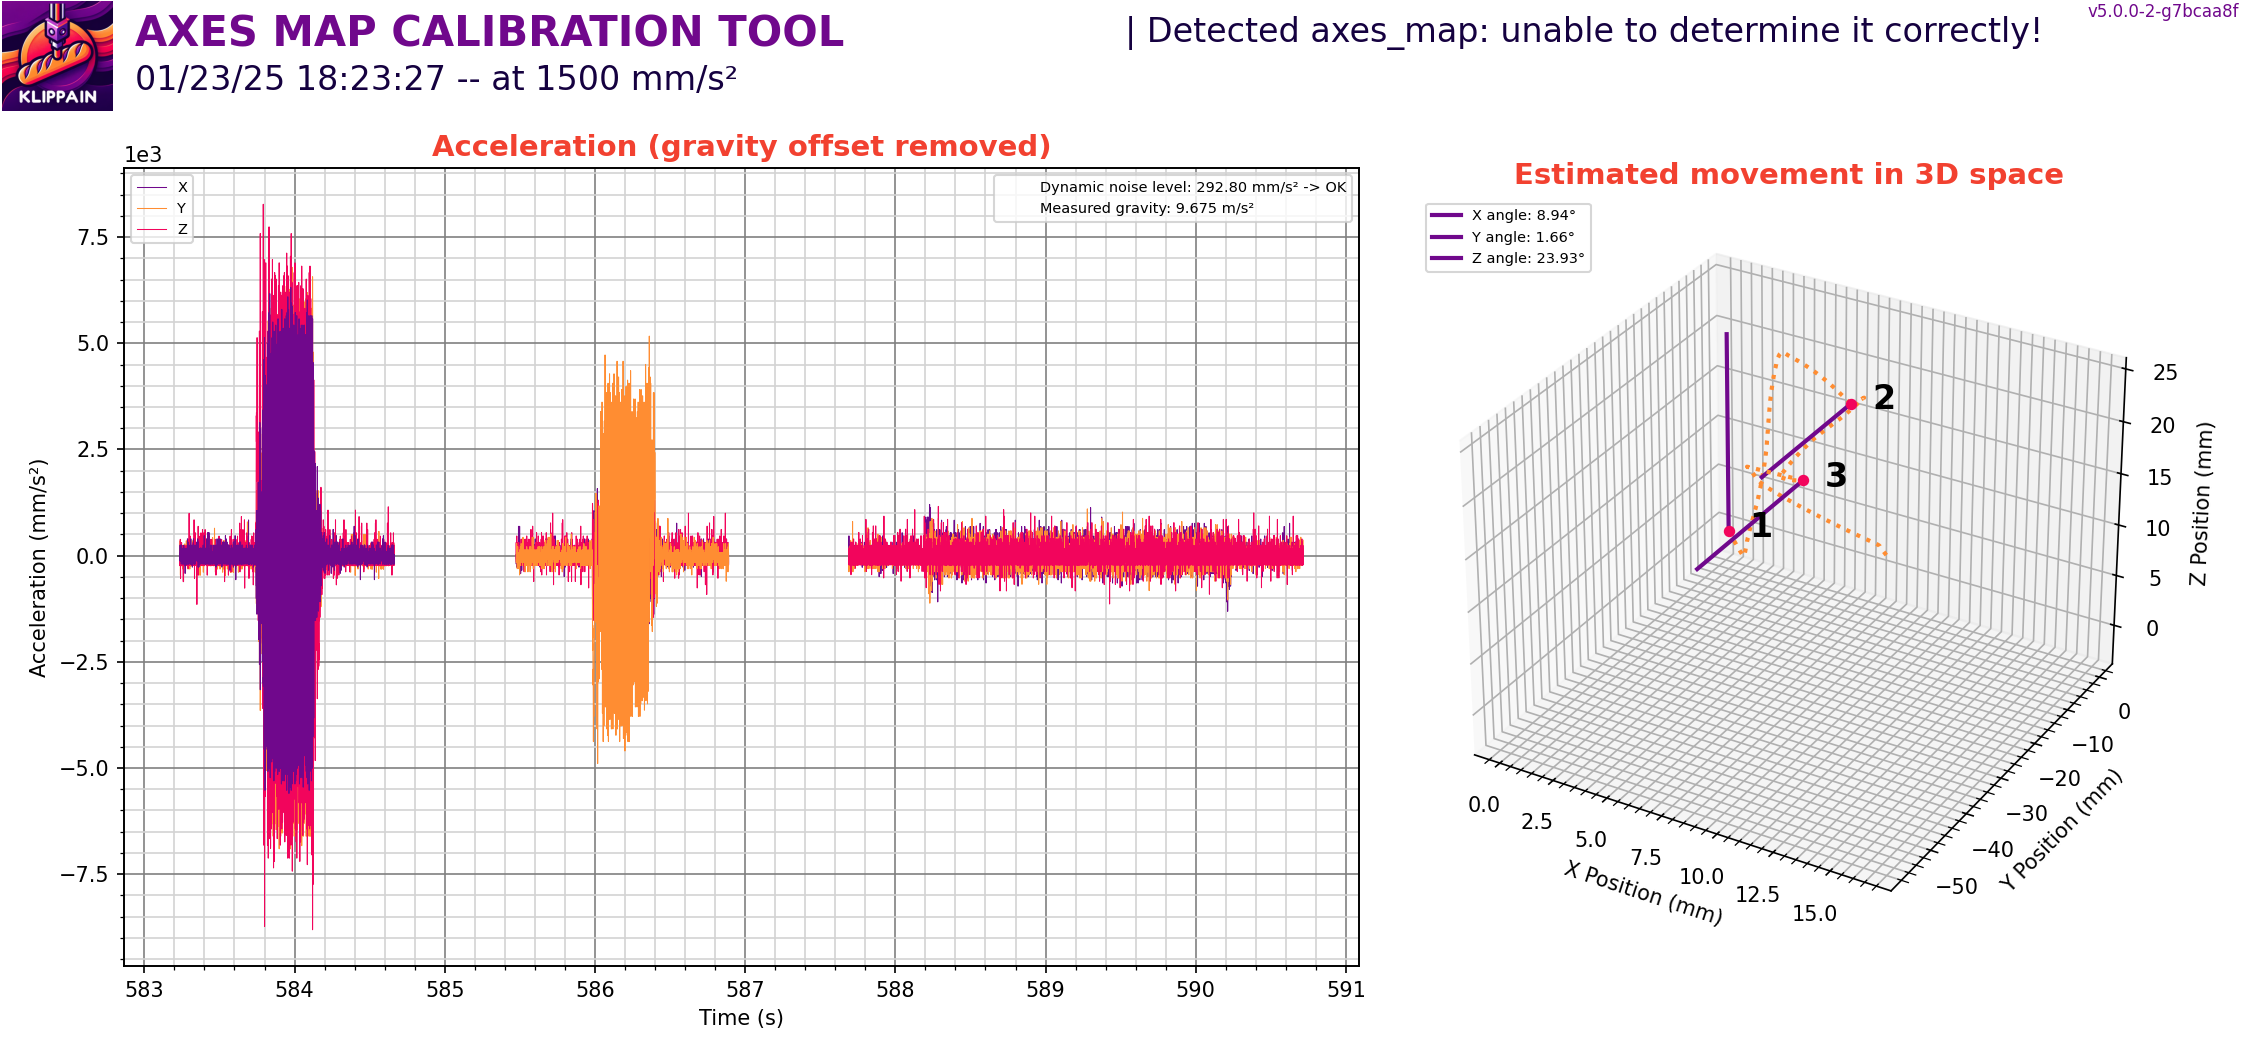 KLIPPAIN
AXES MAP CALIBRATION TOOL
01/23/25 18:23:27 -- at 1500 mm/s²
| Detected axes_map: unable to determine it correctly!
v5.0.0-2-g7bcaa8f
Acceleration (gravity offset removed)
1e3
X
Y
Z
Dynamic noise level: 292.80 mm/s² -> OK
Measured gravity: 9.675 m/s²
7.5
5.0
2.5
0.0
−2.5
−5.0
−7.5
Acceleration (mm/s²)
583 584 585 586 587 588 589 590 591
Time (s)
Estimated movement in 3D space
X angle: 8.94°
Y angle: 1.66°
Z angle: 23.93°
2
3
1
25
20
15
10
5
0
Z Position (mm)
0
−10
−20
−30
−40
−50
Y Position (mm)
0.0
2.5
5.0
7.5
10.0
12.5
15.0
X Position (mm)